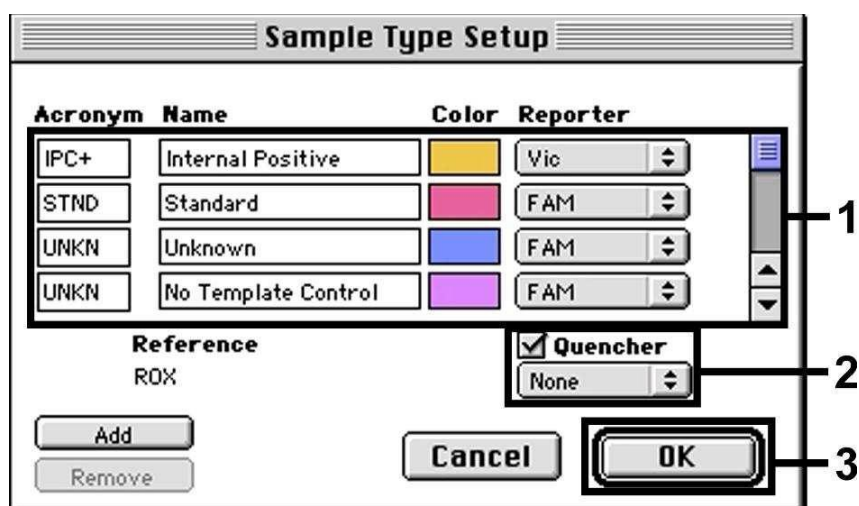 Sample Type Setup
Acronym Name Color Reporter
IPC+ Internal Positive Vic
STND Standard FAM
1
UNKN Unknown FAM
UNKN No Template Control FAM
Reference Quencher
ROX None
2
Add
Cancel OK
3
Remove